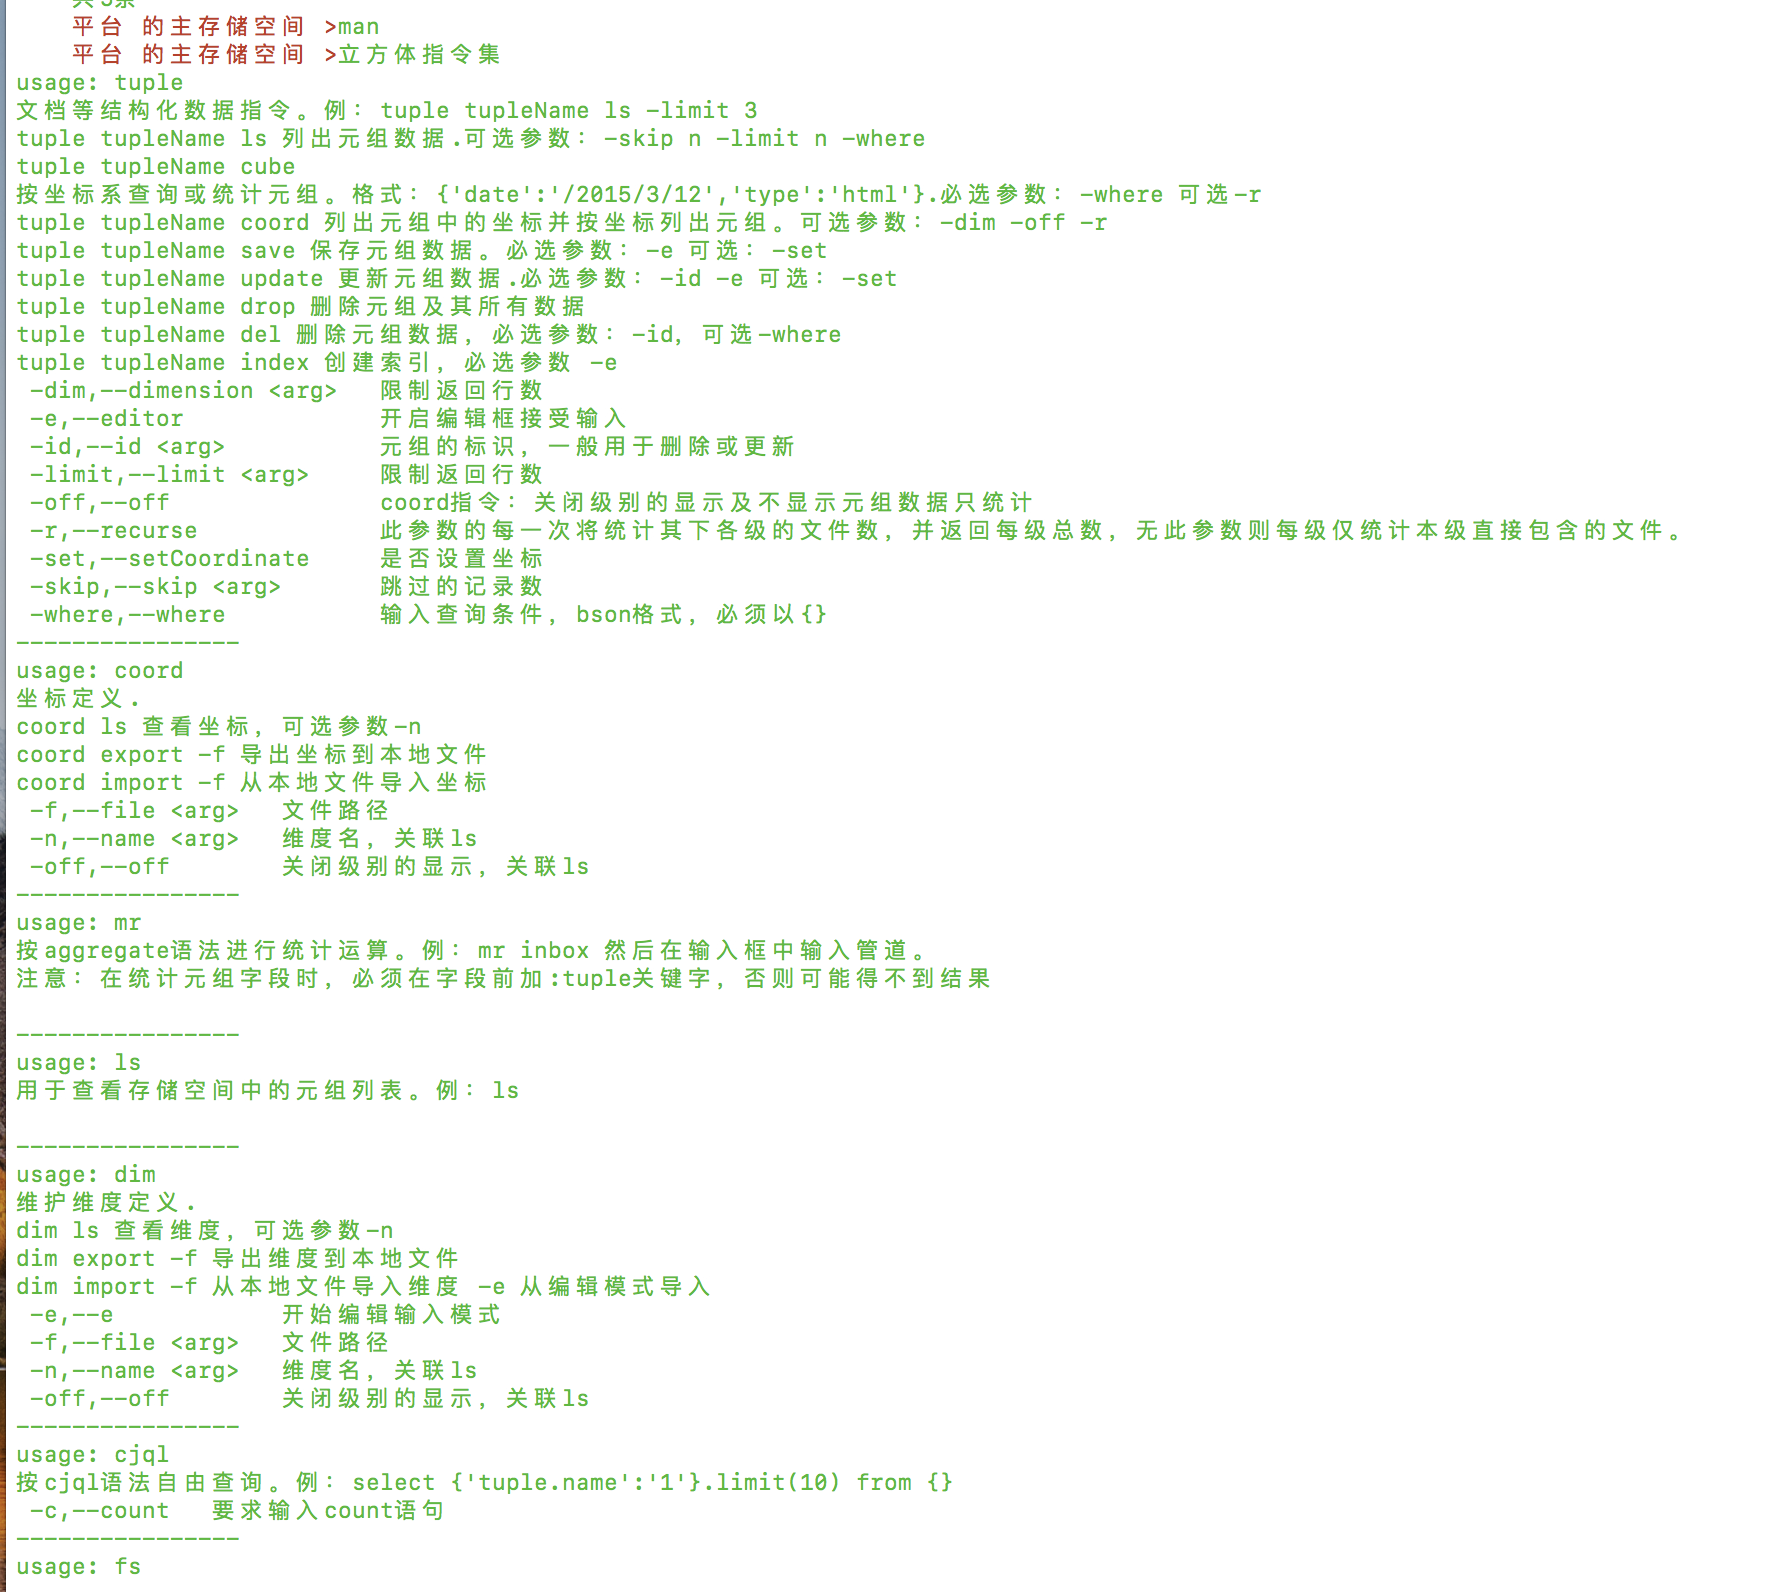 共3条
平台 的主存储空间 >man
平台 的主存储空间 >立方体指令集
usage: tuple
文档等结构化数据指令。例：tuple tupleName ls -limit 3
tuple tupleName ls 列出元组数据.可选参数：-skip n -limit n -where
tuple tupleName cube
按坐标系查询或统计元组。格式：{'date':'/2015/3/12','type':'html'}.必选参数：-where 可选-r
tuple tupleName coord 列出元组中的坐标并按坐标列出元组。可选参数：-dim -off -r
tuple tupleName save 保存元组数据。必选参数：-e 可选：-set
tuple tupleName update 更新元组数据.必选参数：-id -e 可选：-set
tuple tupleName drop 删除元组及其所有数据
tuple tupleName del 删除元组数据，必选参数：-id，可选-where
tuple tupleName index 创建索引，必选参数 -e
-dim,--dimension <arg> 限制返回行数
-e,--editor 开启编辑框接受输入
-id,--id <arg> 元组的标识，一般用于删除或更新
-limit,--limit <arg> 限制返回行数
-off,--off coord指令：关闭级别的显示及不显示元组数据只统计
-r,--recurse 此参数的每一次将统计其下各级的文件数，并返回每级总数，无此参数则每级仅统计本级直接包含的文件。
-set,--setCoordinate 是否设置坐标
-skip,--skip <arg> 跳过的记录数
-where,--where 输入查询条件，bson格式，必须以{}
----------------
usage: coord
坐标定义.
coord ls 查看坐标，可选参数-n
coord export -f 导出坐标到本地文件
coord import -f 从本地文件导入坐标
-f,--file <arg> 文件路径
-n,--name <arg> 维度名，关联ls
-off,--off 关闭级别的显示，关联ls
----------------
usage: mr
按aggregate语法进行统计运算。例：mr inbox 然后在输入框中输入管道。
注意：在统计元组字段时，必须在字段前加:tuple关键字，否则可能得不到结果
----------------
usage: ls
用于查看存储空间中的元组列表。例：ls
----------------
usage: dim
维护维度定义.
dim ls 查看维度，可选参数-n
dim export -f 导出维度到本地文件
dim import -f 从本地文件导入维度 -e 从编辑模式导入
-e,--e 开始编辑输入模式
-f,--file <arg> 文件路径
-n,--name <arg> 维度名，关联ls
-off,--off 关闭级别的显示，关联ls
----------------
usage: cjql
按cjql语法自由查询。例：select {'tuple.name':'1'}.limit(10) from {}
-c,--count 要求输入count语句
----------------
usage: fs